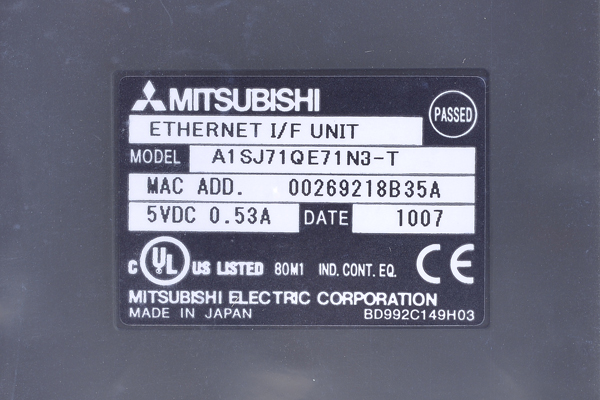 MITSUBISHI
PASSED
ETHERNET I/F UNIT
MODEL A1SJ71QE71N3-T
MAC ADD. 00269218B35A
5VDC 0.53A DATE 1007
C UL US LISTED 80M1 IND. CONT. EQ. CE
MITSUBISHI ELECTRIC CORPORATION
MADE IN JAPAN BD992C149H03